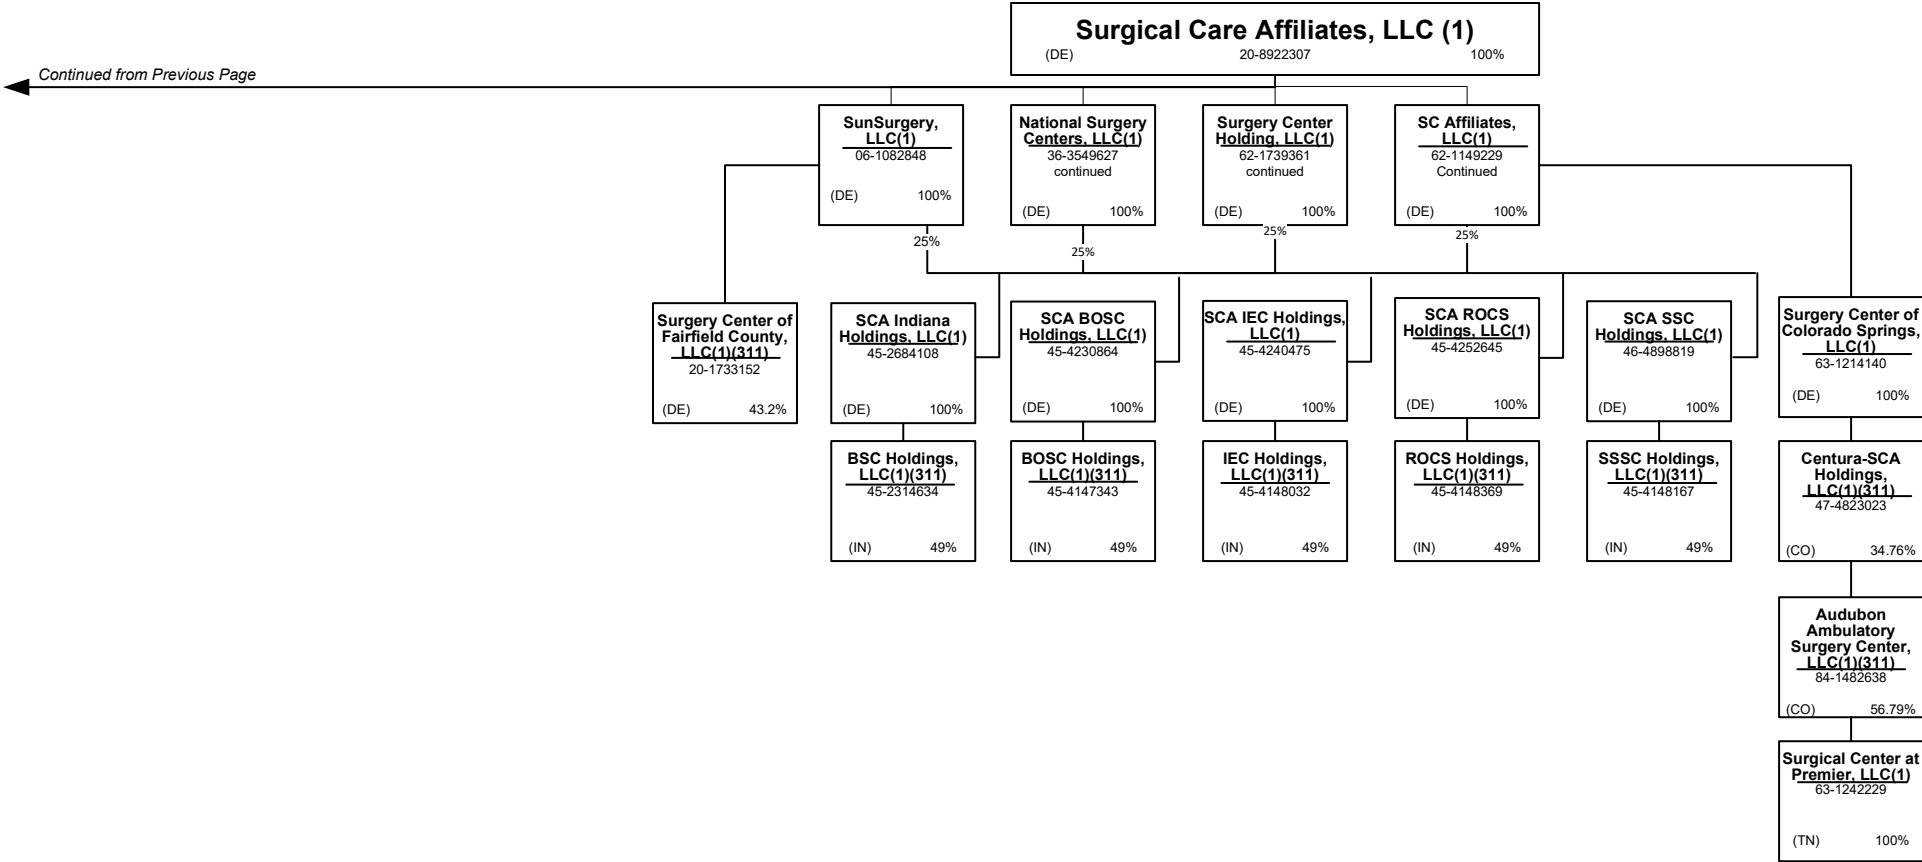 Surgical Care Affiliates, LLC (1)
(DE) 20-8922307 100%
Continued from Previous Page
SunSurgery,
LLC(1)
06-1082848
(DE) 100%
National Surgery
Centers, LLC(1)
36-3549627
continued
(DE) 100%
Surgery Center
Holding, LLC(1)
62-1739361
continued
(DE) 100%
SC Affiliates,
LLC(1)
62-1149229
Continued
(DE) 100%
25%
25%
25%
25%
Surgery Center of
Fairfield County,
LLC(1)(311)
20-1733152
(DE) 43.2%
SCA Indiana
Holdings, LLC(1)
45-2684108
(DE) 100%
SCA BOSC
Holdings, LLC(1)
45-4230864
(DE) 100%
SCA IEC Holdings,
LLC(1)
45-4240475
(DE) 100%
SCA ROCS
Holdings, LLC(1)
45-4252645
(DE) 100%
SCA SSC
Holdings, LLC(1)
46-4898819
(DE) 100%
Surgery Center of
Colorado Springs,
LLC(1)
63-1214140
(DE) 100%
BSC Holdings,
LLC(1)(311)
45-2314634
(IN) 49%
BOSC Holdings,
LLC(1)(311)
45-4147343
(IN) 49%
IEC Holdings,
LLC(1)(311)
45-4148032
(IN) 49%
ROCS Holdings,
LLC(1)(311)
45-4148369
(IN) 49%
SSSC Holdings,
LLC(1)(311)
45-4148167
(IN) 49%
Centura-SCA
Holdings,
LLC(1)(311)
47-4823023
(CO) 34.76%
Audubon
Ambulatory
Surgery Center,
LLC(1)(311)
84-1482638
(CO) 56.79%
Surgical Center at
Premier, LLC(1)
63-1242229
(TN) 100%